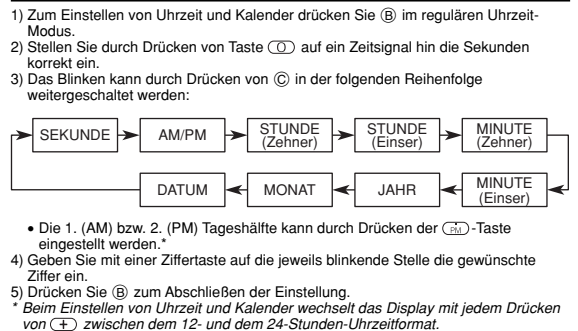 1) Zum Einstellen von Uhrzeit und Kalender drücken Sie Ⓑ im regulären Uhrzeit-
Modus.
2) Stellen Sie durch Drücken von Taste 0 auf ein Zeitsignal hin die Sekunden
korrekt ein.
3) Das Blinken kann durch Drücken von Ⓒ in der folgenden Reihenfolge
weitergeschaltet werden:
SEKUNDE
AM/PM
STUNDE
(Zehner)
STUNDE
(Einser)
MINUTE
(Zehner)
DATUM
MONAT
JAHR
MINUTE
(Einser)
• Die 1. (AM) bzw. 2. (PM) Tageshälfte kann durch Drücken der PM -Taste
eingestellt werden.*
4) Geben Sie mit einer Zifferntaste auf die jeweils blinkende Stelle die gewünschte
Ziffer ein.
5) Drücken Sie Ⓑ zum Abschließen der Einstellung.
* Beim Einstellen von Uhrzeit und Kalender wechselt das Display mit jedem Drücken
von + zwischen dem 12- und dem 24-Stunden-Uhrzeitformat.